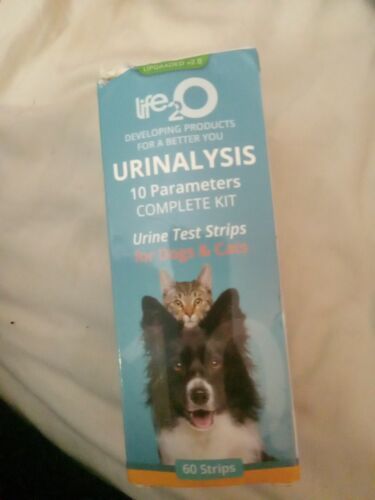 UPGRADED v2.0
life2O
DEVELOPING PRODUCTS
FOR A BETTER YOU
URINALYSIS
10 Parameters
COMPLETE KIT
Urine Test Strips
for Dogs & Cats
60 Strips